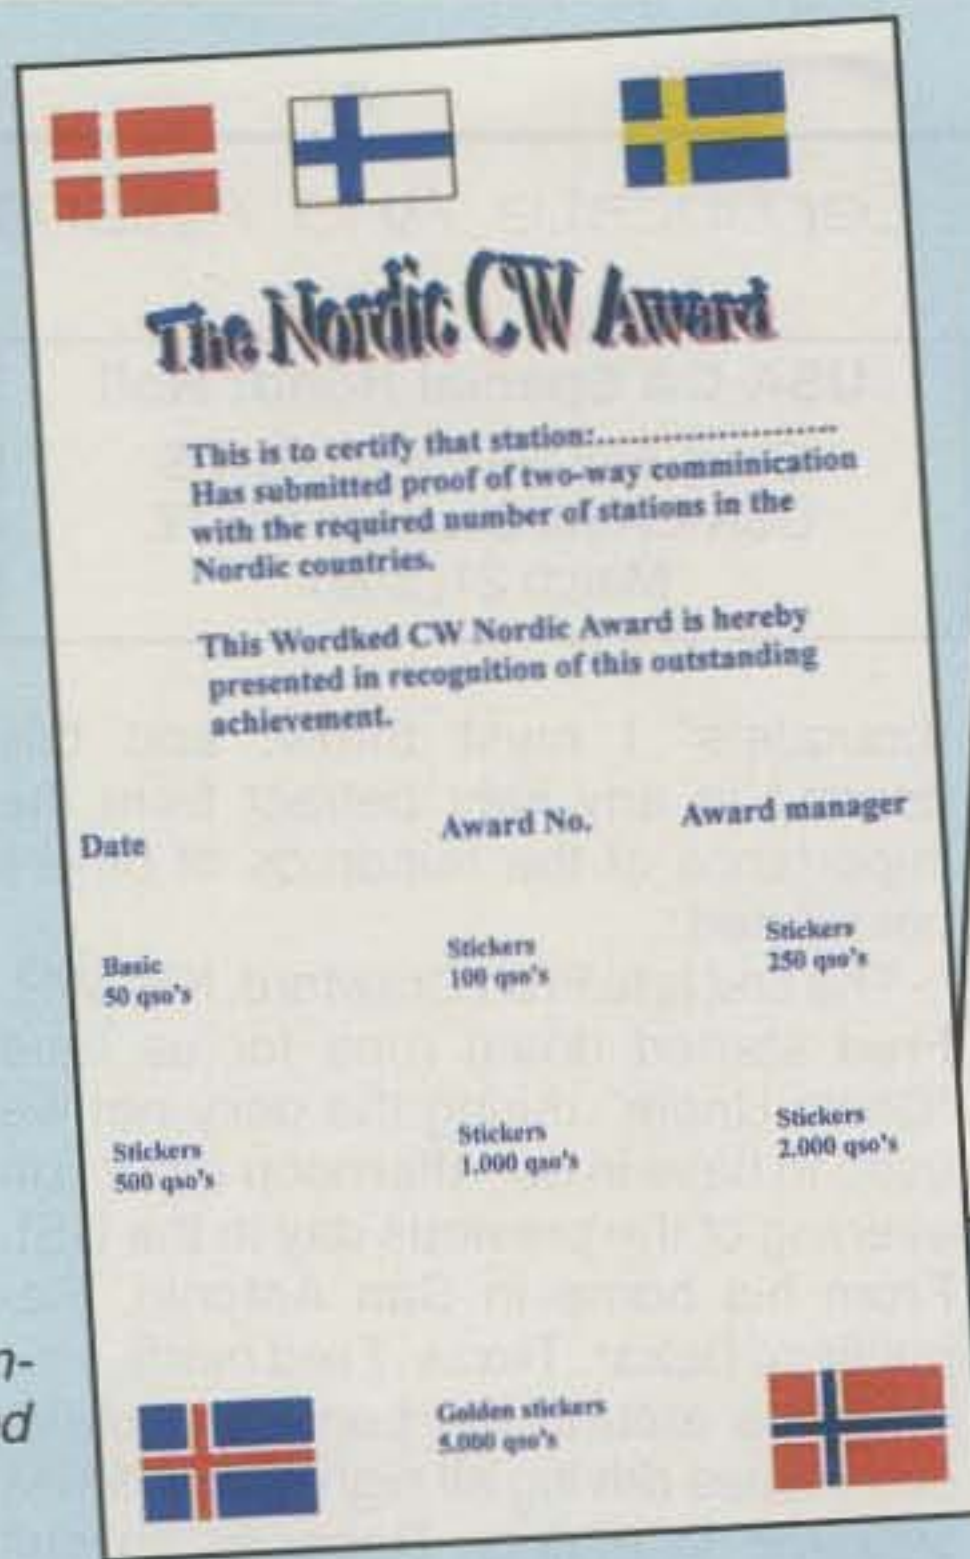 The Nordic CW Award
This is to certify that station:......................
Has submitted proof of two-way comminication
with the required number of stations in the
Nordic countries.
This Wordked CW Nordic Award is hereby
presented in recognition of this outstanding
achievement.
Date Award No. Award manager
Basic Stickers Stickers
50 qso's 100 qso's 250 qso's
Stickers Stickers Stickers
500 qso's 1,000 qso's 2.000 qso's
Golden stickers
5.000 qso's
n-
d